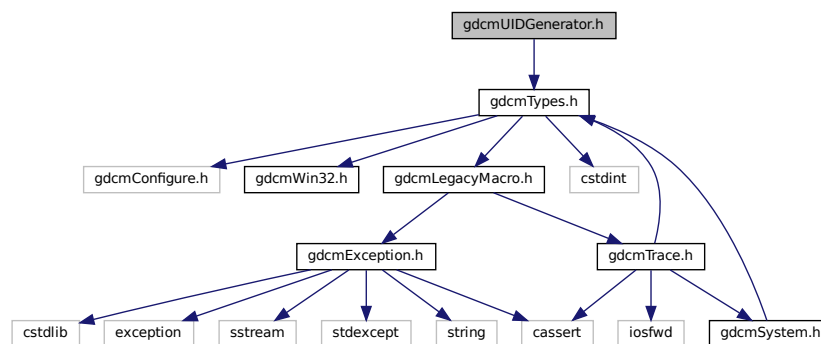 gdcmUIDGenerator.h
gdcmTypes.h
gdcmConfigure.h
gdcmWin32.h
gdcmLegacyMacro.h
cstdint
gdcmException.h
gdcmTrace.h
cstdlib
exception
sstream
stdexcept
string
cassert
iosfwd
gdcmSystem.h